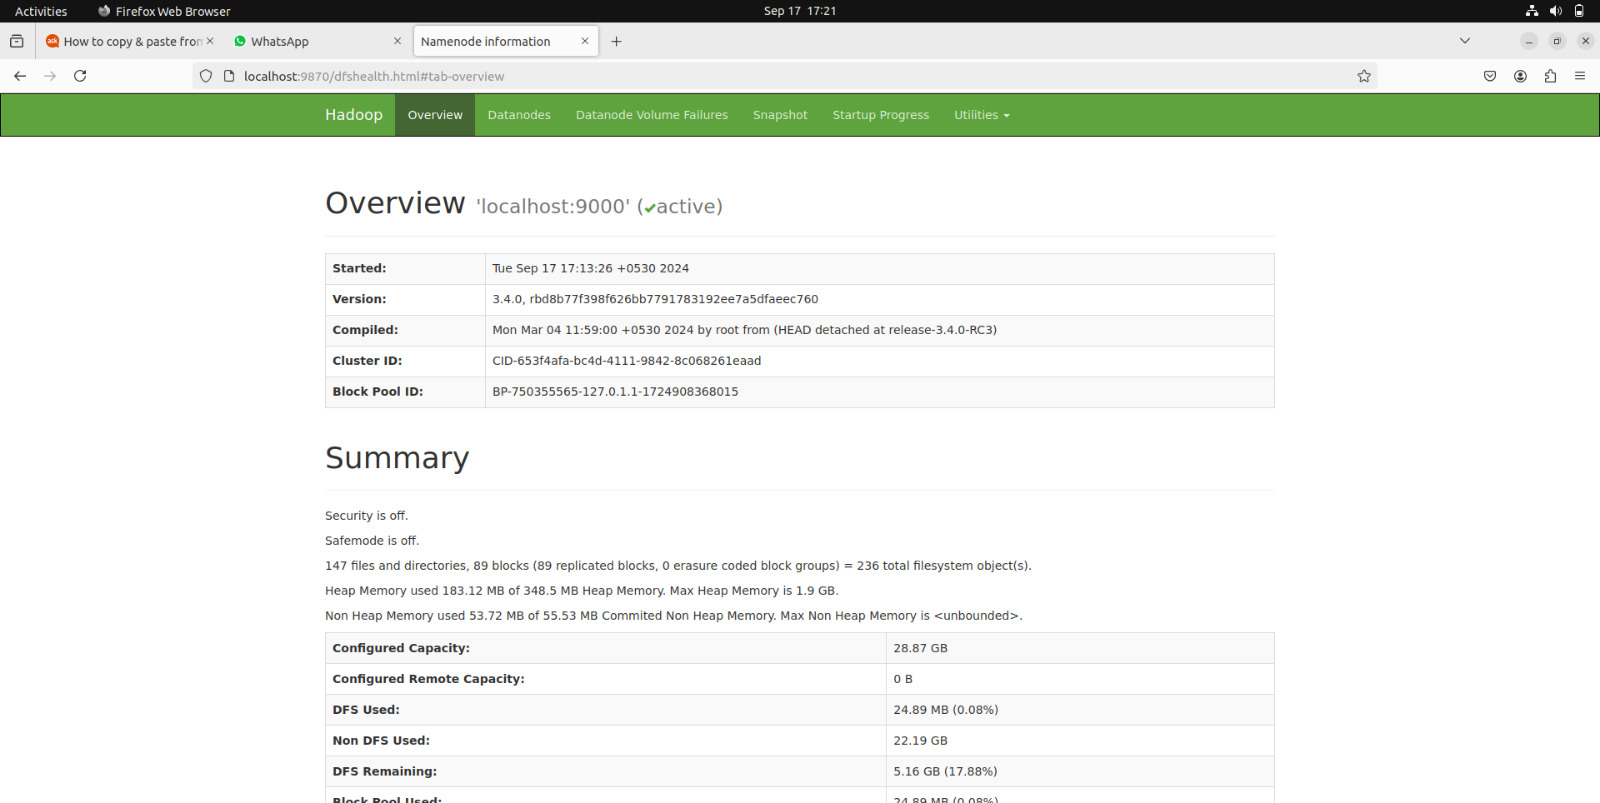 Activities Firefox Web Browser Sep 17 17:21
ask How to copy & paste fron WhatsApp Namenode information
localhost:9870/dfshealth.html#tab-overview
Hadoop Overview Datanodes Datanode Volume Failures Snapshot Startup Progress Utilities
Overview 'localhost:9000' (✔active)
Started: Tue Sep 17 17:13:26 +0530 2024
Version: 3.4.0, rbd8b77f398f626bb7791783192ee7a5dfaeec760
Compiled: Mon Mar 04 11:59:00 +0530 2024 by root from (HEAD detached at release-3.4.0-RC3)
Cluster ID: CID-653f4afa-bc4d-4111-9842-8c068261eaad
Block Pool ID: BP-750355565-127.0.1.1-1724908368015
Summary
Security is off.
Safemode is off.
147 files and directories, 89 blocks (89 replicated blocks, 0 erasure coded block groups) = 236 total filesystem object(s).
Heap Memory used 183.12 MB of 348.5 MB Heap Memory. Max Heap Memory is 1.9 GB.
Non Heap Memory used 53.72 MB of 55.53 MB Commited Non Heap Memory. Max Non Heap Memory is <unbounded>.
Configured Capacity: 28.87 GB
Configured Remote Capacity: 0 B
DFS Used: 24.89 MB (0.08%)
Non DFS Used: 22.19 GB
DFS Remaining: 5.16 GB (17.88%)
Block Pool Used: 24.89 MB (0.08%)